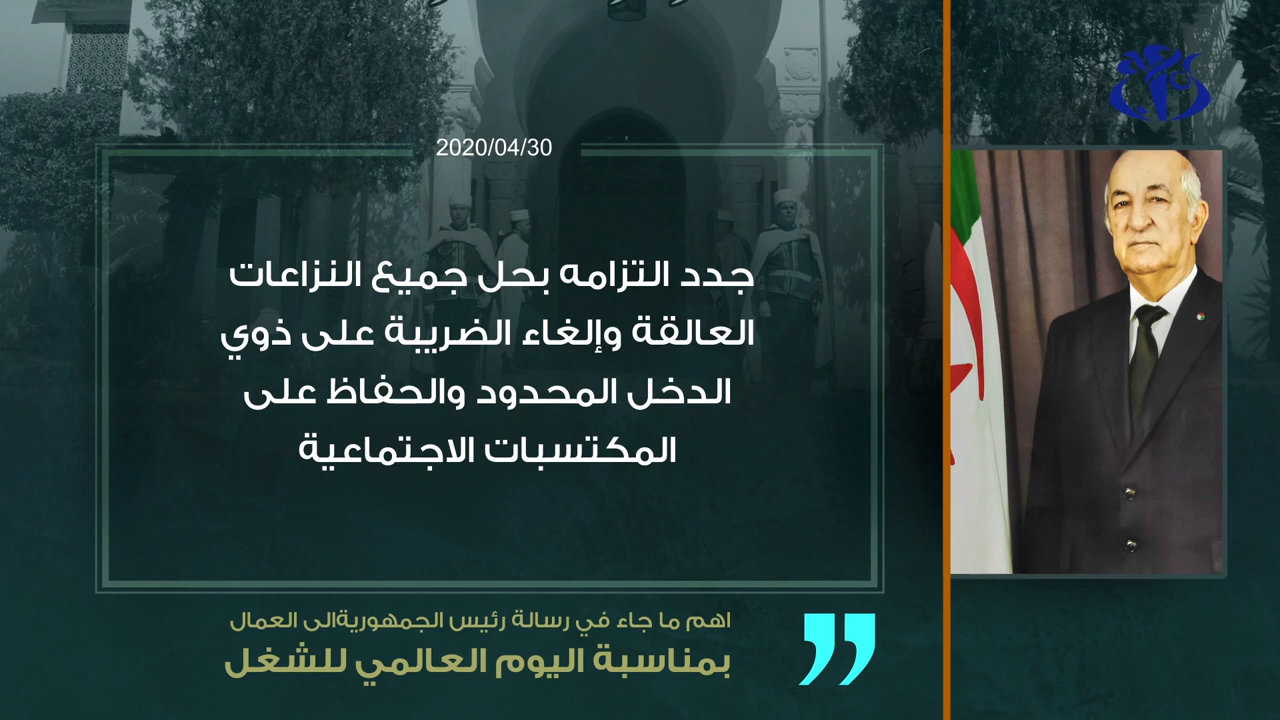 2020/04/30
جدد التزامه بحل جميع النزاعات
العالقة وإلغاء الضريبة على ذوي
الدخل المحدود والحفاظ على
المكتسبات الاجتماعية
اهم ما جاء في رسالة رئيس الجمهوريةالى العمال
بمناسبة اليوم العالمي للشغل